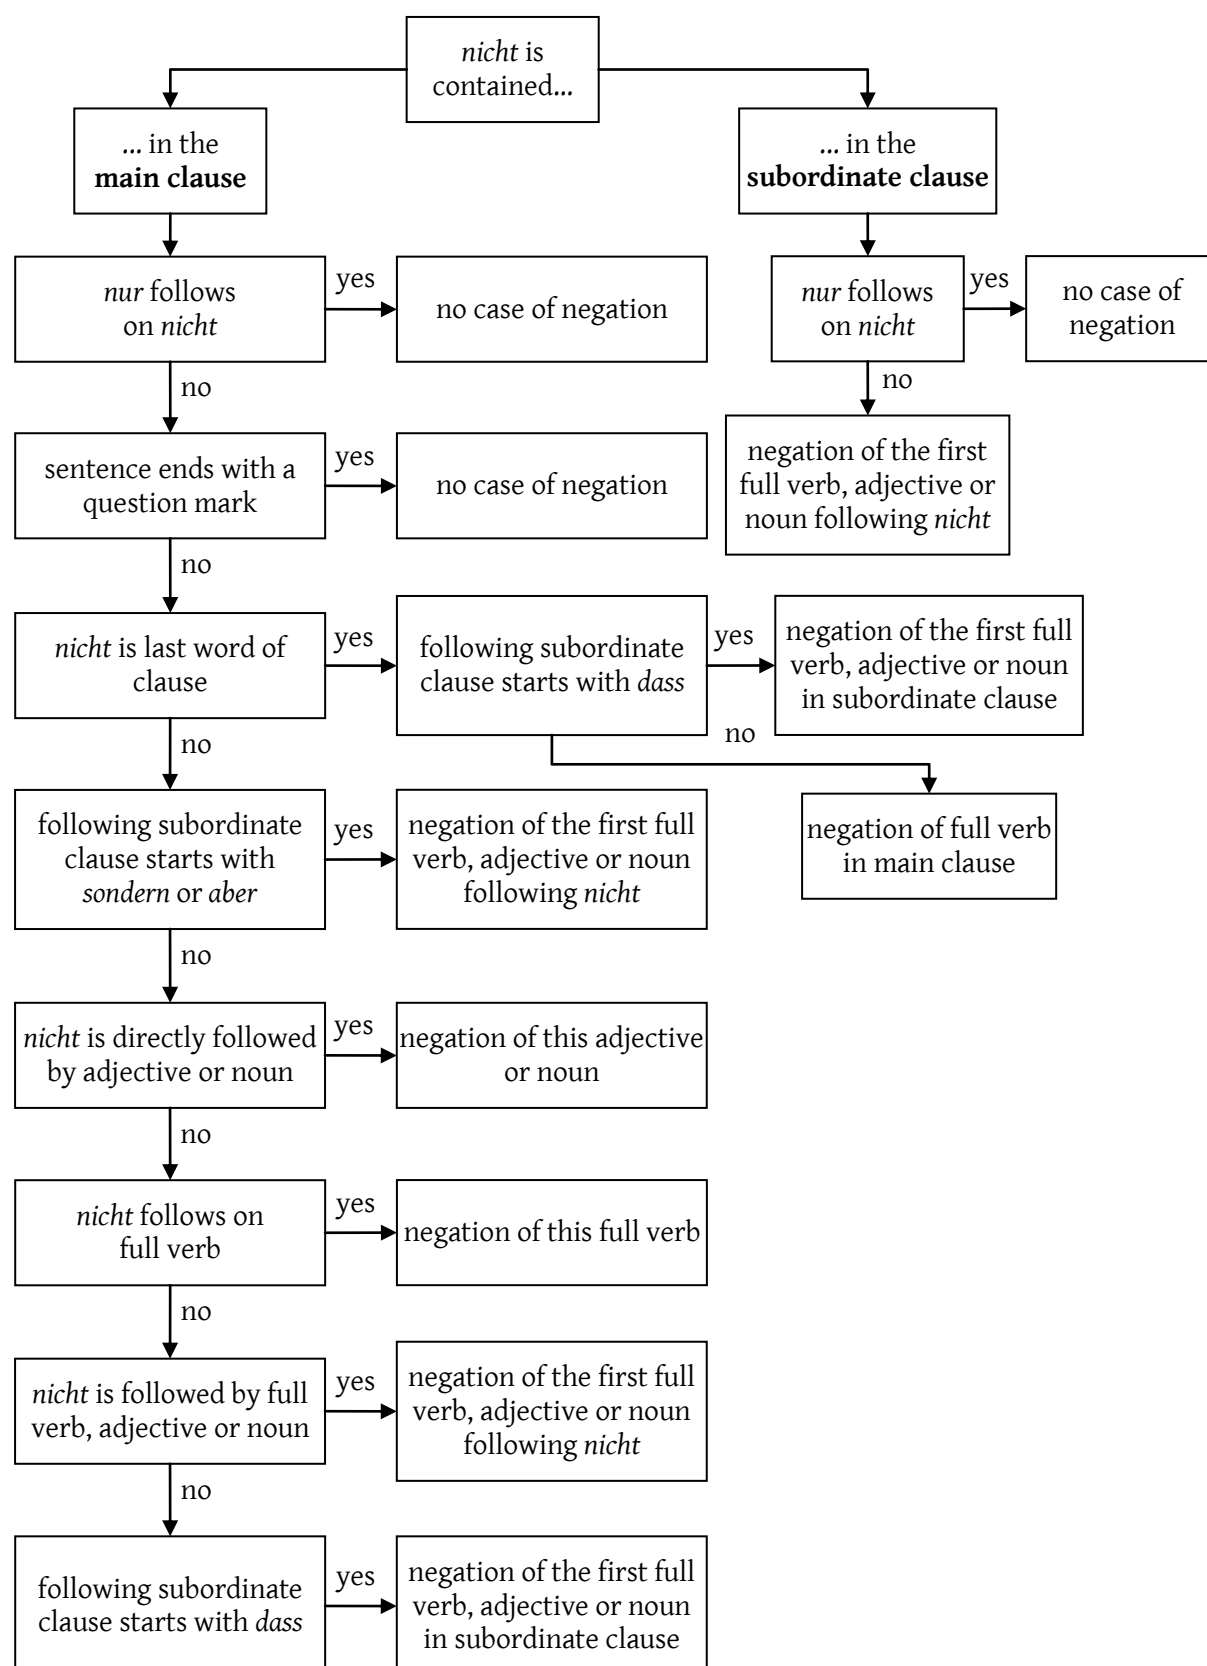 nicht is
contained...
... in the
main clause
... in the
subordinate clause
nur follows
on nicht
yes
no case of negation
nur follows
on nicht
yes
no case of
negation
no
no
sentence ends with a
question mark
yes
no case of negation
negation of the first
full verb, adjective or
noun following nicht
no
nicht is last word of
clause
yes
following subordinate
clause starts with dass
yes
negation of the first full
verb, adjective or noun
in subordinate clause
no
no
negation of full verb
in main clause
following subordinate
clause starts with
sondern or aber
yes
negation of the first full
verb, adjective or noun
following nicht
no
nicht is directly followed
by adjective or noun
yes
negation of this adjective
or noun
no
nicht follows on
full verb
yes
negation of this full verb
no
nicht is followed by full
verb, adjective or noun
yes
negation of the first full
verb, adjective or noun
following nicht
no
following subordinate
clause starts with dass
yes
negation of the first full
verb, adjective or noun
in subordinate clause